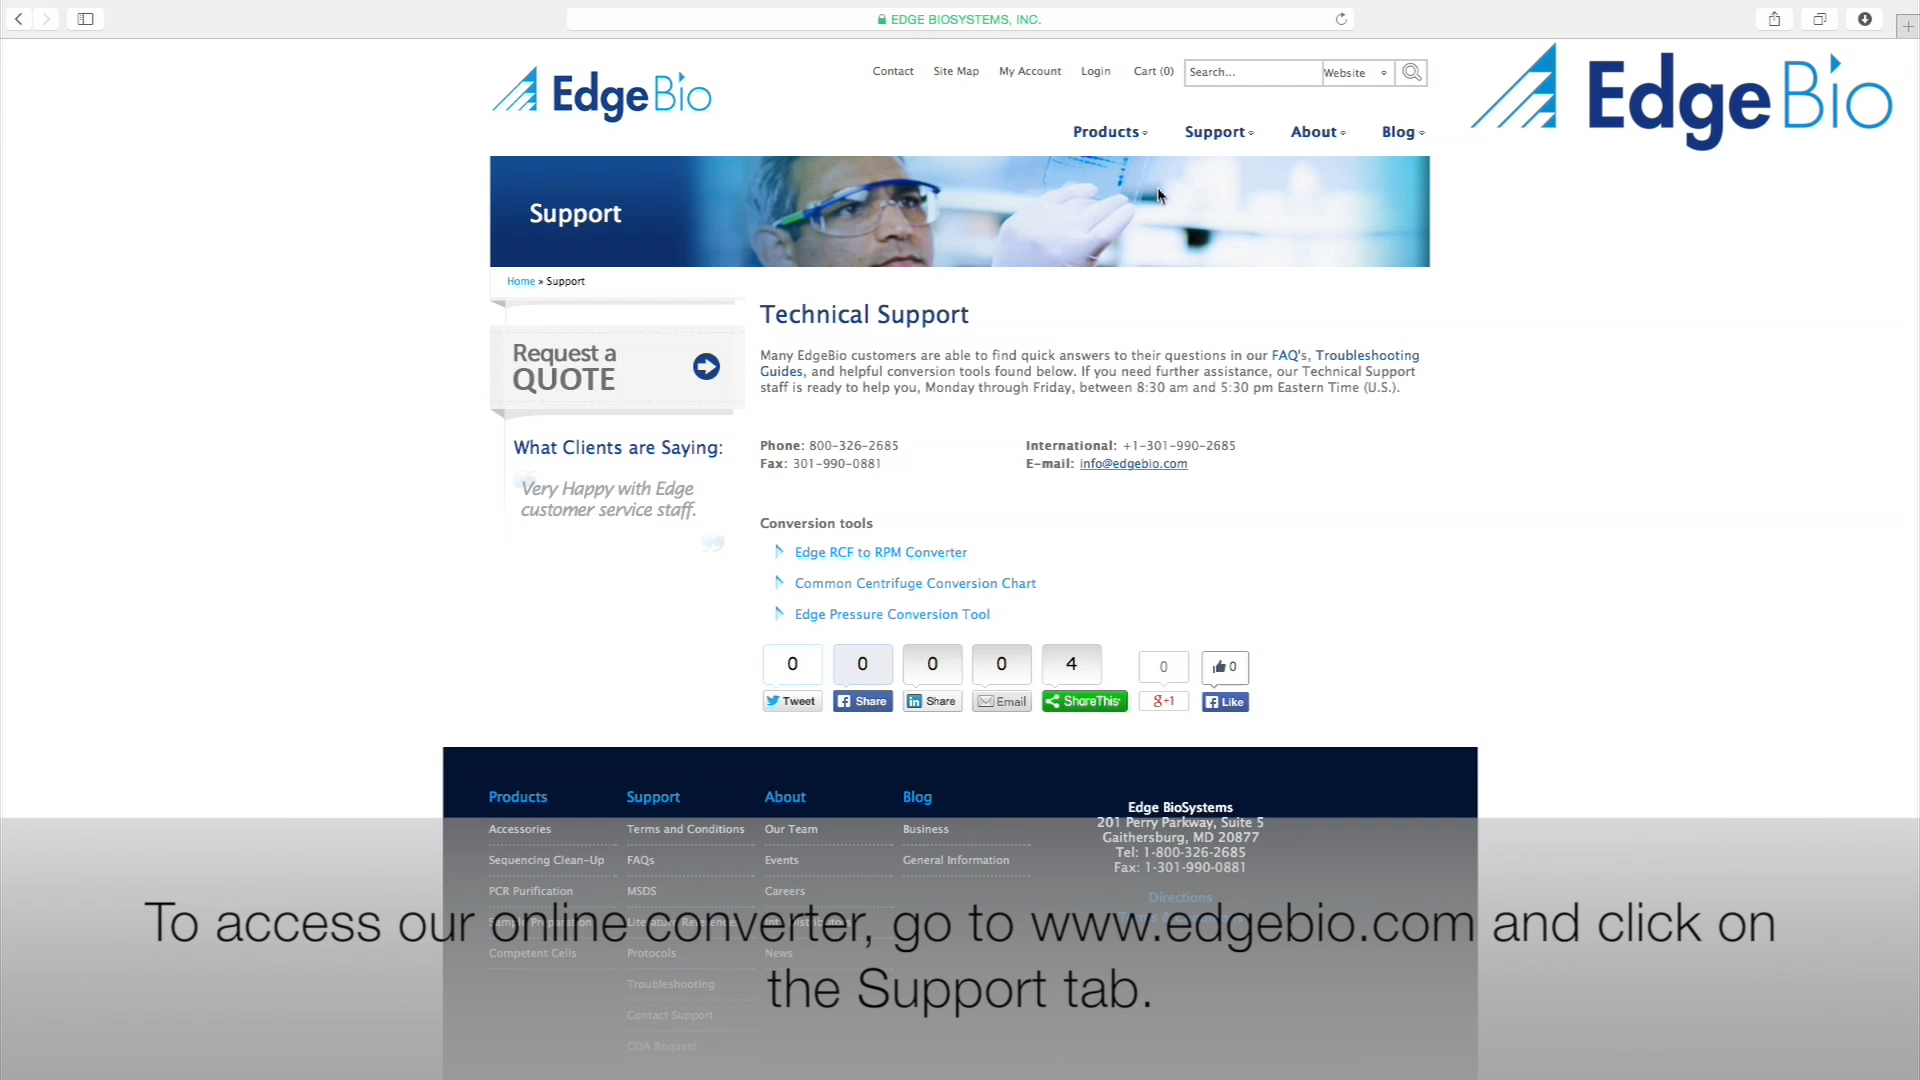 EDGE BIOSYSTEMS, INC.
EdgeBio
Contact Site Map My Account Login Cart (0) Search... Website
EdgeBio
Products Support About Blog
Support
Home » Support
Request a
QUOTE
What Clients are Saying:
“
Very Happy with Edge
customer service staff.
”
Technical Support
Many EdgeBio customers are able to find quick answers to their questions in our FAQ's, Troubleshooting
Guides, and helpful conversion tools found below. If you need further assistance, our Technical Support
staff is ready to help you, Monday through Friday, between 8:30 am and 5:30 pm Eastern Time (U.S.).
Phone: 800-326-2685 International: +1-301-990-2685
Fax: 301-990-0881 E-mail: info@edgebio.com
Conversion tools
Edge RCF to RPM Converter
Common Centrifuge Conversion Chart
Edge Pressure Conversion Tool
0 0 0 0 4 0 0
Tweet Share Share Email ShareThis g+1 Like
Products Support About Blog
Accessories Terms and Conditions Our Team Business
Sequencing Clean-Up FAQs Events General Information
PCR Purification MSDS Careers
Sample Preparation Literature References Int'l Distributors
Competent Cells Protocols News
Troubleshooting
Contact Support
COA Request
Edge BioSystems
201 Perry Parkway, Suite 5
Gaithersburg, MD 20877
Tel: 1-800-326-2685
Fax: 1-301-990-0881
Directions
To access our online converter, go to www.edgebio.com and click on
the Support tab.